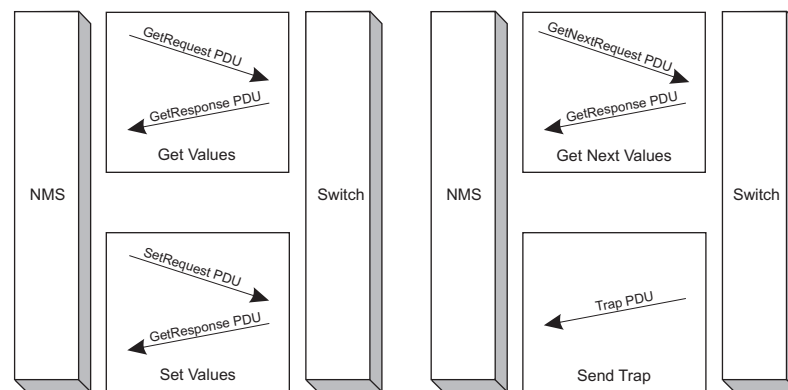 GetRequest PDU
GetResponse PDU
Get Values
GetNextRequest PDU
GetResponse PDU
Get Next Values
NMS
Switch
NMS
Switch
SetRequest PDU
GetResponse PDU
Set Values
Trap PDU
Send Trap